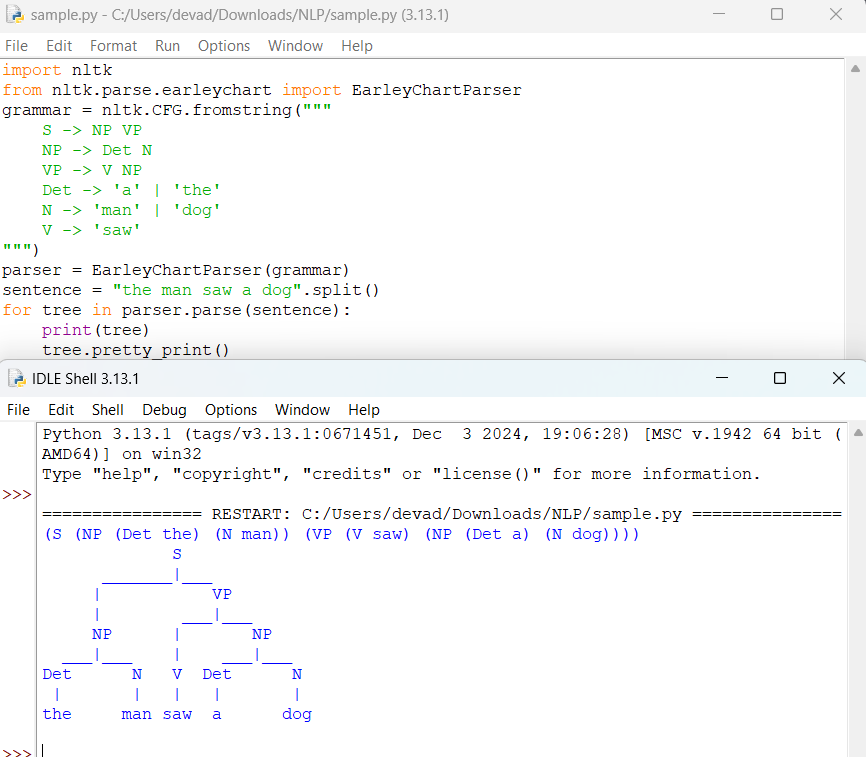 sample.py - C:/Users/devad/Downloads/NLP/sample.py (3.13.1)
File Edit Format Run Options Window Help
import nltk
from nltk.parse.earleychart import EarleyChartParser
grammar = nltk.CFG.fromstring("""
    S -> NP VP
    NP -> Det N
    VP -> V NP
    Det -> 'a' | 'the'
    N -> 'man' | 'dog'
    V -> 'saw'
""")
parser = EarleyChartParser(grammar)
sentence = "the man saw a dog".split()
for tree in parser.parse(sentence):
    print(tree)
    tree.pretty_print()
IDLE Shell 3.13.1
File Edit Shell Debug Options Window Help
Python 3.13.1 (tags/v3.13.1:0671451, Dec  3 2024, 19:06:28) [MSC v.1942 64 bit (
AMD64)] on win32
Type "help", "copyright", "credits" or "license()" for more information.
>>>
================ RESTART: C:/Users/devad/Downloads/NLP/sample.py ===============
(S (NP (Det the) (N man)) (VP (V saw) (NP (Det a) (N dog))))
             S
      _______|___
     |           VP
     |        ___|___
     NP      |       NP
  ___|___    |    ___|___
Det      N   V  Det      N
 |       |   |   |       |
the     man saw  a      dog
>>>